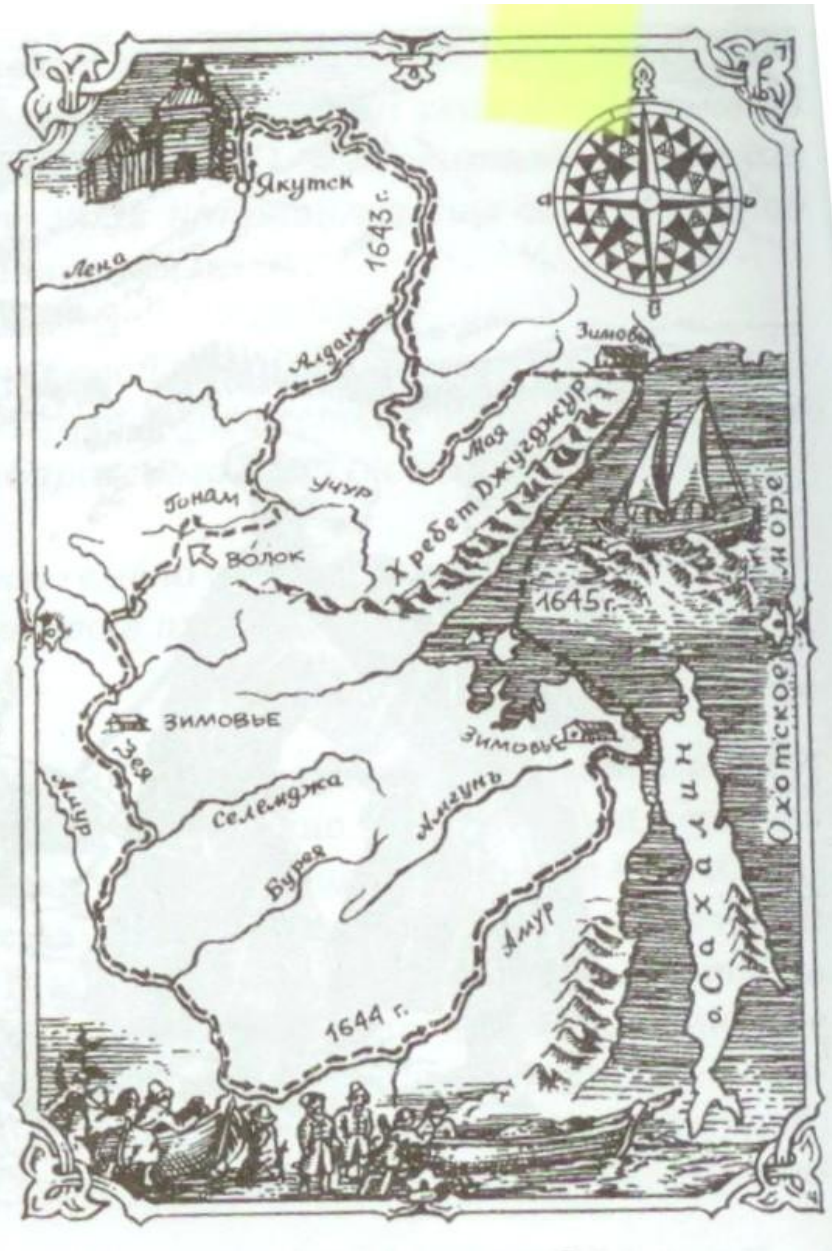 Якутск
Лена
1643 г.
Алдан
Зимовье
Мая
Хребет Джугджур
Гонам
Учур
ВОЛОК
1645 г.
Охотское море
ЗИМОВЬЕ
Зея
ЗИМОВЬЕ
Амур
Селемджа
Амгунь
Бурея
Амур
о. Сахалин
1644 г.